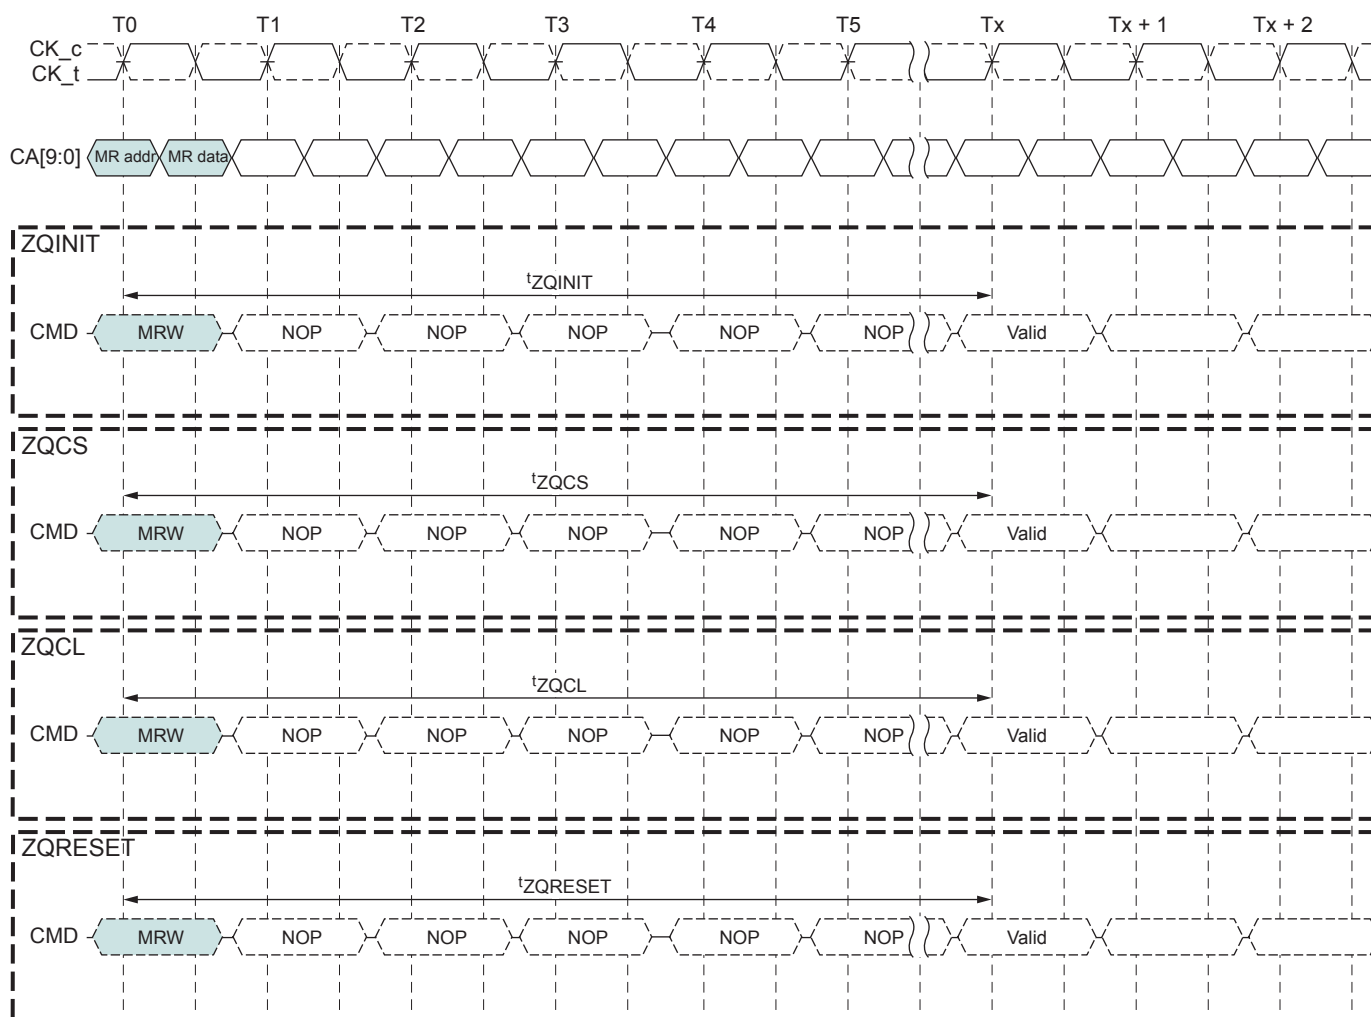 T0 T1 T2 T3 T4 T5 Tx Tx + 1 Tx + 2
CK_c
CK_t
CA[9:0] MR addr MR data
ZQINIT
tZQINIT
CMD MRW NOP NOP NOP NOP NOP Valid
ZQCS
tZQCS
CMD MRW NOP NOP NOP NOP NOP Valid
ZQCL
tZQCL
CMD MRW NOP NOP NOP NOP NOP Valid
ZQRESET
tZQRESET
CMD MRW NOP NOP NOP NOP NOP Valid